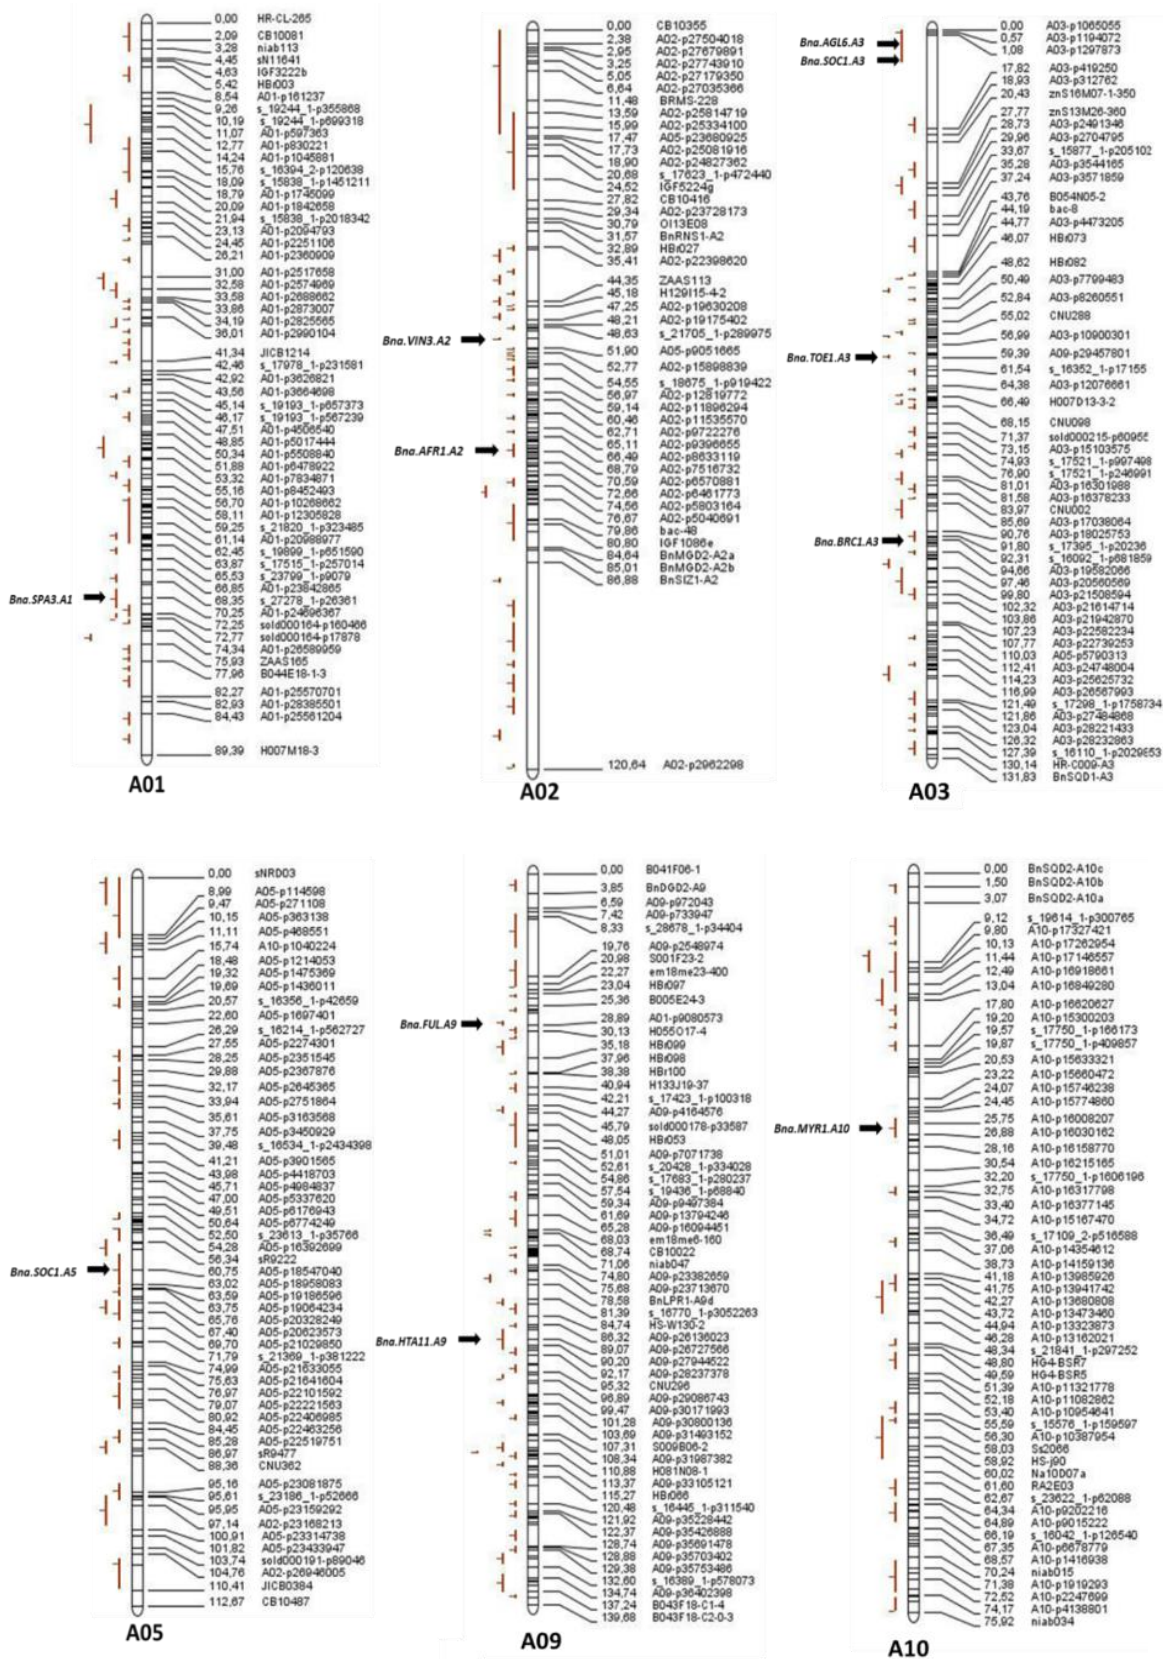 0,00 HR-CL-265
2,09 CB10081
3,28 niab113
4,45 sN11641
4,63 IGF3222b
5,42 HBr003
8,54 A01-p161237
9,26 s_19244_1-p355868
10,19 s_19244_1-p699318
11,07 A01-p597363
12,77 A01-p830221
14,24 A01-p1045881
15,76 s_16394_2-p120638
18,09 s_15838_1-p1451211
18,79 A01-p1745099
20,09 A01-p1842658
21,94 s_15838_1-p2018342
23,13 A01-p2094793
24,45 A01-p2251106
26,21 A01-p2360909
31,00 A01-p2517658
32,58 A01-p2574969
33,58 A01-p2688662
33,86 A01-p2873007
34,19 A01-p2825565
36,01 A01-p2990104
41,34 JICB1214
42,46 s_17978_1-p231581
42,92 A01-p3626821
43,56 A01-p3664698
45,14 s_19193_1-p657373
46,17 s_19193_1-p567239
47,51 A01-p4506540
48,85 A01-p5017444
50,34 A01-p5508840
51,88 A01-p6478922
53,32 A01-p7834871
55,16 A01-p8452493
56,70 A01-p10268662
58,11 A01-p12305828
59,25 s_21820_1-p323485
61,14 A01-p20988977
62,45 s_19899_1-p651590
63,87 s_17515_1-p257014
65,53 s_23799_1-p9079
66,85 A01-p23842865
Bna.SPA3.A1
68,35 s_27278_1-p26361
70,25 A01-p24696367
72,25 sold000164-p160466
72,77 sold000164-p17878
74,34 A01-p26589959
75,93 ZAAS165
77,96 B044E18-1-3
82,27 A01-p25570701
82,93 A01-p28385501
84,43 A01-p25561204
89,39 H007M18-3
A01
0,00 CB10355
2,38 A02-p27504018
2,95 A02-p27679891
3,25 A02-p27743910
5,05 A02-p27179350
6,64 A02-p27035366
11,48 BRMS-228
13,59 A02-p25814719
15,99 A02-p25334100
17,47 A05-p23680925
17,73 A02-p25081916
18,90 A02-p24827362
20,68 s_17623_1-p472440
24,52 IGF5224g
27,82 CB10416
29,34 A02-p23728173
30,79 OI13E08
31,57 BnRNS1-A2
32,89 HBr027
35,41 A02-p22398620
44,35 ZAAS113
45,18 H129I15-4-2
47,25 A02-p19630208
48,21 A02-p19175402
48,63 s_21705_1-p289975
Bna.VIN3.A2
51,90 A05-p9051665
52,77 A02-p15898839
54,55 s_18675_1-p919422
56,97 A02-p12819772
59,14 A02-p11896294
60,46 A02-p11535570
62,71 A02-p9722276
65,11 A02-p9396655
Bna.AFR1.A2
66,49 A02-p8633119
68,79 A02-p7516732
70,59 A02-p6570881
72,66 A02-p6461773
74,56 A02-p5803164
76,67 A02-p5040691
79,86 bac-48
80,80 IGF1086e
84,64 BnMGD2-A2a
85,01 BnMGD2-A2b
86,88 BnSIZ1-A2
120,64 A02-p2962298
A02
0,00 A03-p1065055
0,57 A03-p1194072
Bna.AGL6.A3
1,08 A03-p1297873
Bna.SOC1.A3
17,82 A03-p419250
18,93 A03-p312762
20,43 znS16M07-1-350
27,77 znS13M26-360
28,73 A03-p2491346
29,96 A03-p2704795
33,67 s_15877_1-p205102
35,28 A03-p3544165
37,24 A03-p3571859
43,76 B054N05-2
44,19 bac-8
44,77 A03-p4473205
46,07 HBr073
48,62 HBr082
50,49 A03-p7799483
52,84 A03-p8260551
55,02 CNU288
56,99 A03-p10900301
59,39 A09-p29457801
Bna.TOE1.A3
61,54 s_16352_1-p17155
64,38 A03-p12076661
66,49 H007D13-3-2
68,15 CNU098
71,37 sold000215-p60955
73,15 A03-p15103575
74,93 s_17521_1-p997498
76,90 s_17521_1-p246991
81,01 A03-p16301988
81,58 A03-p16378233
83,97 CNU002
85,69 A03-p17038064
90,76 A03-p18025753
Bna.BRC1.A3
91,80 s_17395_1-p20236
92,31 s_16092_1-p681859
94,66 A03-p19582066
97,46 A03-p20560569
99,80 A03-p21508594
102,32 A03-p21614714
103,86 A03-p21942870
107,23 A03-p22582234
107,77 A03-p22739253
110,03 A05-p5790313
112,41 A03-p24748004
114,23 A03-p25625732
116,99 A03-p26567993
121,49 s_17298_1-p1758734
121,86 A03-p27484868
123,04 A03-p28221433
126,32 A03-p28232863
127,39 s_16110_1-p2029853
130,14 HR-C009-A3
131,83 BnSQD1-A3
A03
0,00 sNRD03
8,99 A05-p114598
9,47 A05-p271108
10,15 A05-p363138
11,11 A05-p468551
15,74 A10-p1040224
18,48 A05-p1214053
19,32 A05-p1475369
19,69 A05-p1436011
20,57 s_16356_1-p42659
22,60 A05-p1697401
26,29 s_16214_1-p562727
27,55 A05-p2274301
28,25 A05-p2351545
29,88 A05-p2367876
32,17 A05-p2645365
33,94 A05-p2751864
35,61 A05-p3163568
37,75 A05-p3450929
39,48 s_16534_1-p2434398
41,21 A05-p3901565
43,98 A05-p4418703
45,71 A05-p4984837
47,00 A05-p5337620
49,51 A05-p6176943
50,64 A05-p6774249
52,50 s_23613_1-p35766
54,28 A05-p16392699
56,34 sR9222
Bna.SOC1.A5
60,75 A05-p18547040
63,02 A05-p18958083
63,59 A05-p19186596
63,75 A05-p19064234
65,76 A05-p20328249
67,40 A05-p20623573
69,70 A05-p21029850
71,79 s_21369_1-p381222
74,99 A05-p21633055
75,63 A05-p21641604
76,97 A05-p22101592
79,07 A05-p22221563
80,92 A05-p22406985
84,45 A05-p22463256
85,28 A05-p22519751
86,97 sR9477
88,36 CNU362
95,16 A05-p23081875
95,61 s_23186_1-p52666
95,95 A05-p23159292
97,14 A02-p23168213
100,91 A05-p23314738
101,82 A05-p23433947
103,74 sold000191-p89046
104,76 A02-p26946005
110,41 JICB0384
112,67 CB10487
A05
0,00 B041F06-1
3,85 BnDGD2-A9
6,59 A09-p972043
7,42 A09-p733947
8,33 s_28678_1-p34404
19,76 A09-p2548974
20,98 S001F23-2
22,27 em18me23-400
23,04 HBr097
25,36 B005E24-3
28,89 A01-p9080573
Bna.FUL.A9
30,13 H055O17-4
35,18 HBr099
37,96 HBr098
38,38 HBr100
40,94 H133J19-37
42,21 s_17423_1-p100318
44,27 A09-p4164576
45,79 sold000178-p33587
48,05 HBr053
51,01 A09-p7071738
52,61 s_20428_1-p334028
54,86 s_17683_1-p280237
57,54 s_19436_1-p68840
59,34 A09-p9497384
61,69 A09-p13794246
65,28 A09-p16094451
68,03 em18me6-160
68,74 CB10022
71,06 niab047
74,80 A09-p23382659
75,68 A09-p23713670
78,58 BnLPR1-A9d
81,39 s_16770_1-p3052263
84,74 HS-W130-2
Bna.HTA11.A9
86,32 A09-p26136023
89,07 A09-p26727566
90,20 A09-p27944522
92,17 A09-p28237378
95,32 CNU296
96,89 A09-p29086743
99,47 A09-p30171993
101,28 A09-p30800136
103,69 A09-p31493152
107,31 S009B06-2
108,34 A09-p31987382
110,88 H081N08-1
113,37 A09-p33105121
115,27 HBr066
120,48 s_16445_1-p311540
121,92 A09-p35228442
122,37 A09-p35426888
128,74 A09-p35691478
128,88 A09-p35703402
129,38 A09-p35753486
132,60 s_16389_1-p578073
134,74 A09-p36402398
137,24 B043F18-C1-4
139,68 B043F18-C2-0-3
A09
0,00 BnSQD2-A10c
1,50 BnSQD2-A10b
3,07 BnSQD2-A10a
9,12 s_19614_1-p300765
9,80 A10-p17327421
10,13 A10-p17262954
11,44 A10-p17146557
12,49 A10-p16918661
13,04 A10-p16849280
17,80 A10-p16620627
19,20 A10-p15300203
19,57 s_17750_1-p166173
19,87 s_17750_1-p409857
20,53 A10-p15633321
23,22 A10-p15660472
24,07 A10-p15746238
24,45 A10-p15774860
25,75 A10-p16008207
Bna.MYR1.A10
26,88 A10-p16030162
28,16 A10-p16158770
30,54 A10-p16215165
32,20 s_17750_1-p1606196
32,75 A10-p16317798
33,40 A10-p16377145
34,72 A10-p15167470
36,49 s_17109_2-p516588
37,06 A10-p14354612
38,73 A10-p14159136
41,18 A10-p13985926
41,75 A10-p13941742
42,27 A10-p13680808
43,72 A10-p13473460
44,94 A10-p13323873
46,28 A10-p13162021
48,34 s_21841_1-p297252
48,80 HG4-BSR7
49,59 HG4-BSR5
51,39 A10-p11321778
52,18 A10-p11082862
53,40 A10-p10954641
55,59 s_15576_1-p159597
56,30 A10-p10387954
58,03 Ss2066
58,92 HS-j90
60,02 Na10D07a
61,60 RA2E03
62,67 s_23622_1-p62088
64,34 A10-p9202216
64,89 A10-p9015222
66,19 s_16042_1-p126540
67,35 A10-p6678779
68,57 A10-p1416938
70,24 niab015
71,38 A10-p1919293
72,52 A10-p2247699
74,17 A10-p4138801
75,92 niab034
A10